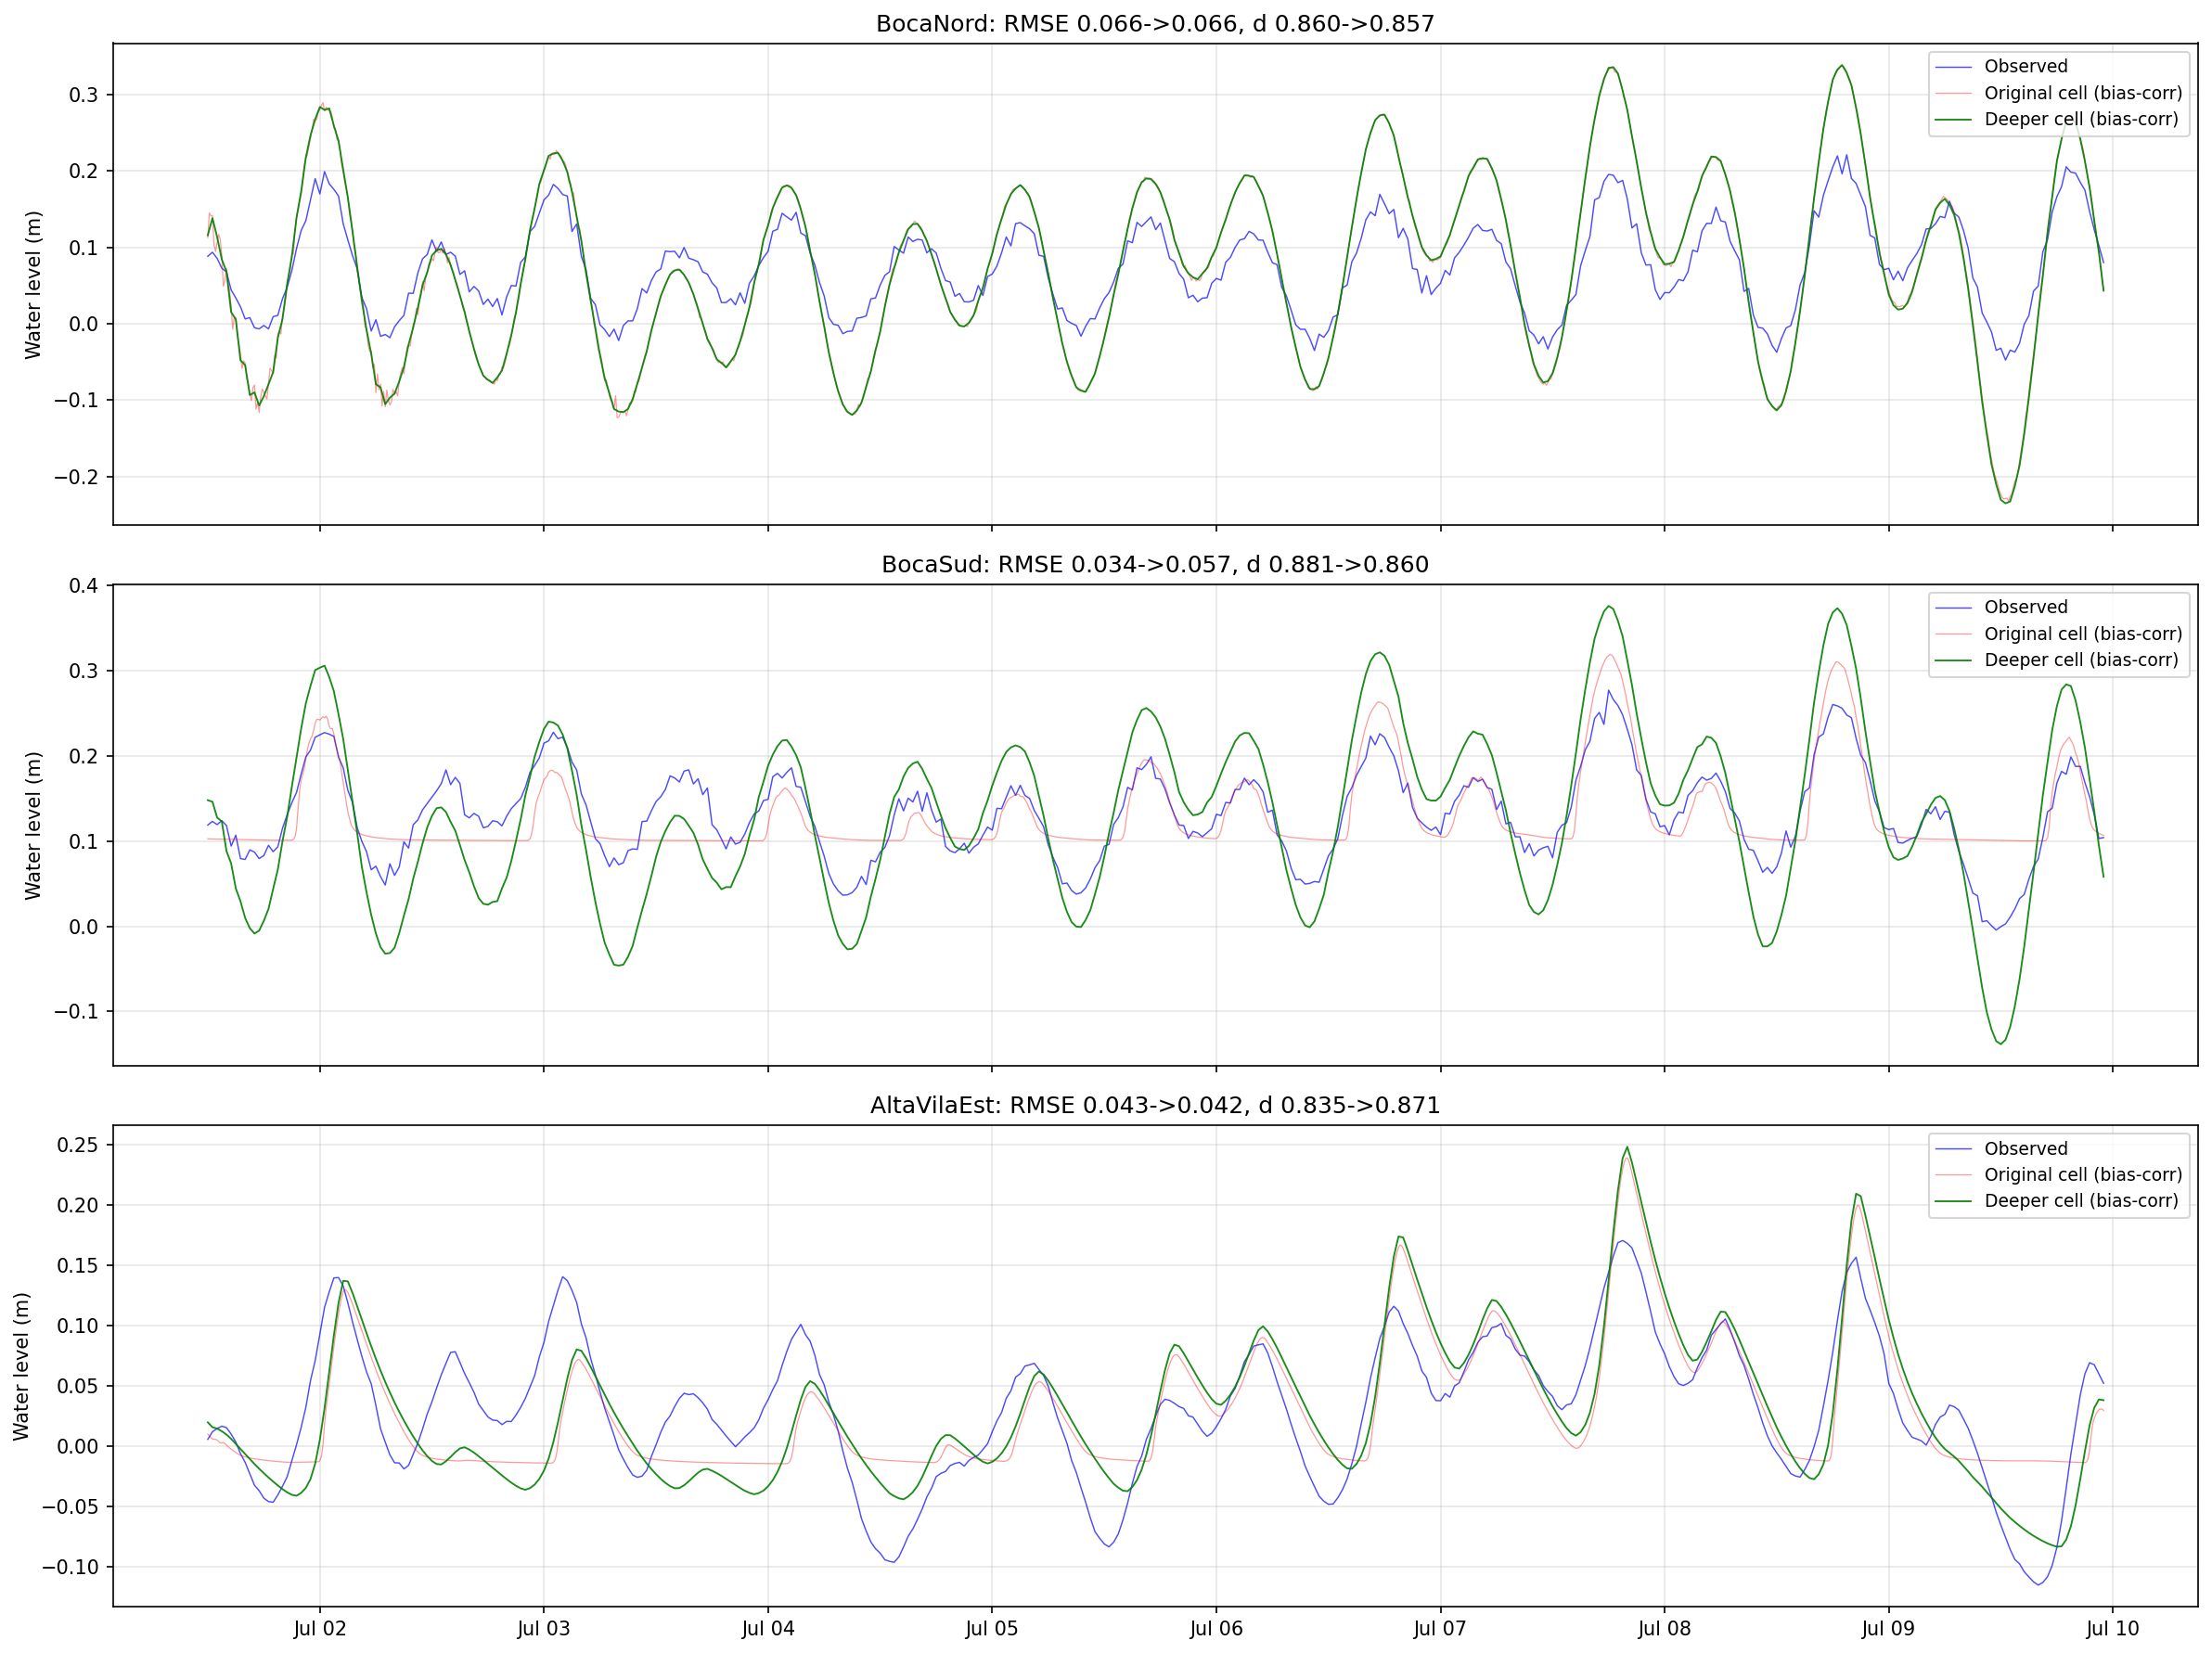 BocaNord: RMSE 0.066->0.066, d 0.860->0.857
Water level (m)
0.3
0.2
0.1
0.0
−0.1
−0.2
Observed
Original cell (bias-corr)
Deeper cell (bias-corr)
BocaSud: RMSE 0.034->0.057, d 0.881->0.860
Water level (m)
0.4
0.3
0.2
0.1
0.0
−0.1
Observed
Original cell (bias-corr)
Deeper cell (bias-corr)
AltaVilaEst: RMSE 0.043->0.042, d 0.835->0.871
Water level (m)
0.25
0.20
0.15
0.10
0.05
0.00
−0.05
−0.10
Observed
Original cell (bias-corr)
Deeper cell (bias-corr)
Jul 02 Jul 03 Jul 04 Jul 05 Jul 06 Jul 07 Jul 08 Jul 09 Jul 10